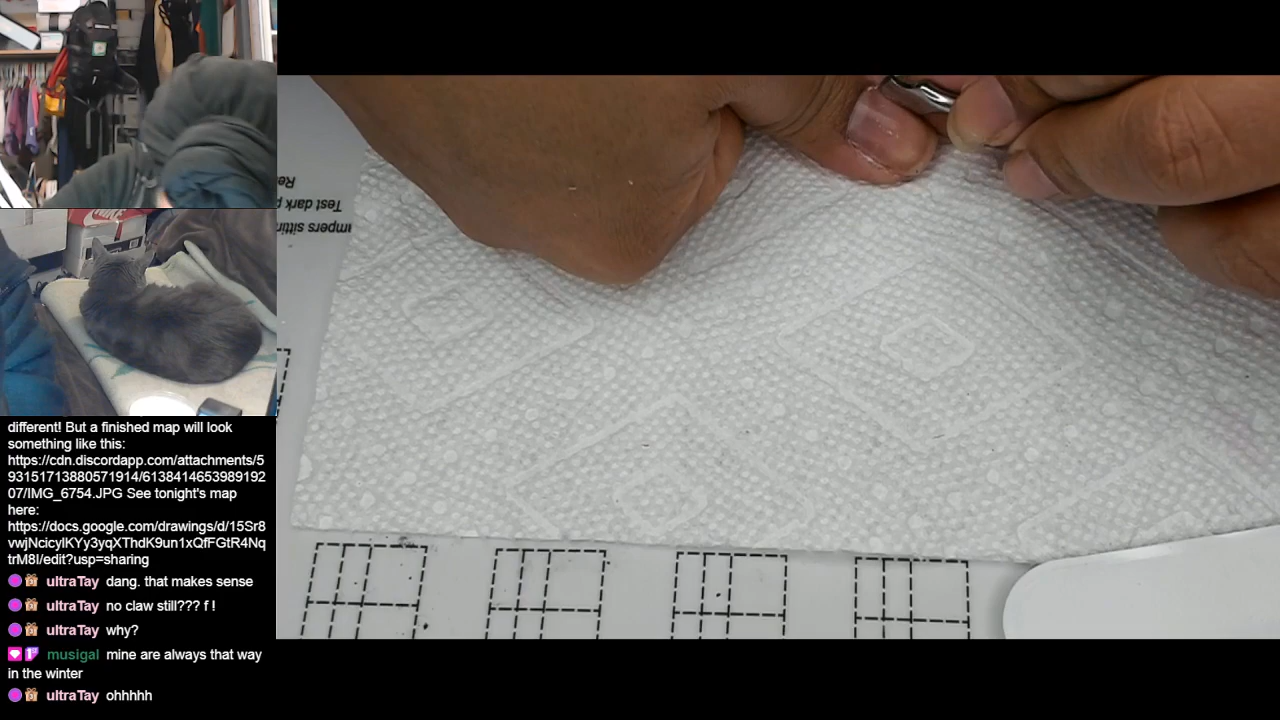 different! But a finished map will look
something like this:
https://cdn.discordapp.com/attachments/5
93151713880571914/6138414653989192
07/IMG_6754.JPG See tonight's map
here:
https://docs.google.com/drawings/d/15Sr8
vwjNcicylKYy3yqXThdK9un1xQfFGtR4Nq
trM8I/edit?usp=sharing
ultraTay dang. that makes sense
ultraTay no claw still??? f !
ultraTay why?
musigal mine are always that way
in the winter
ultraTay ohhhhh
Re
Test dark p
mpers sittin